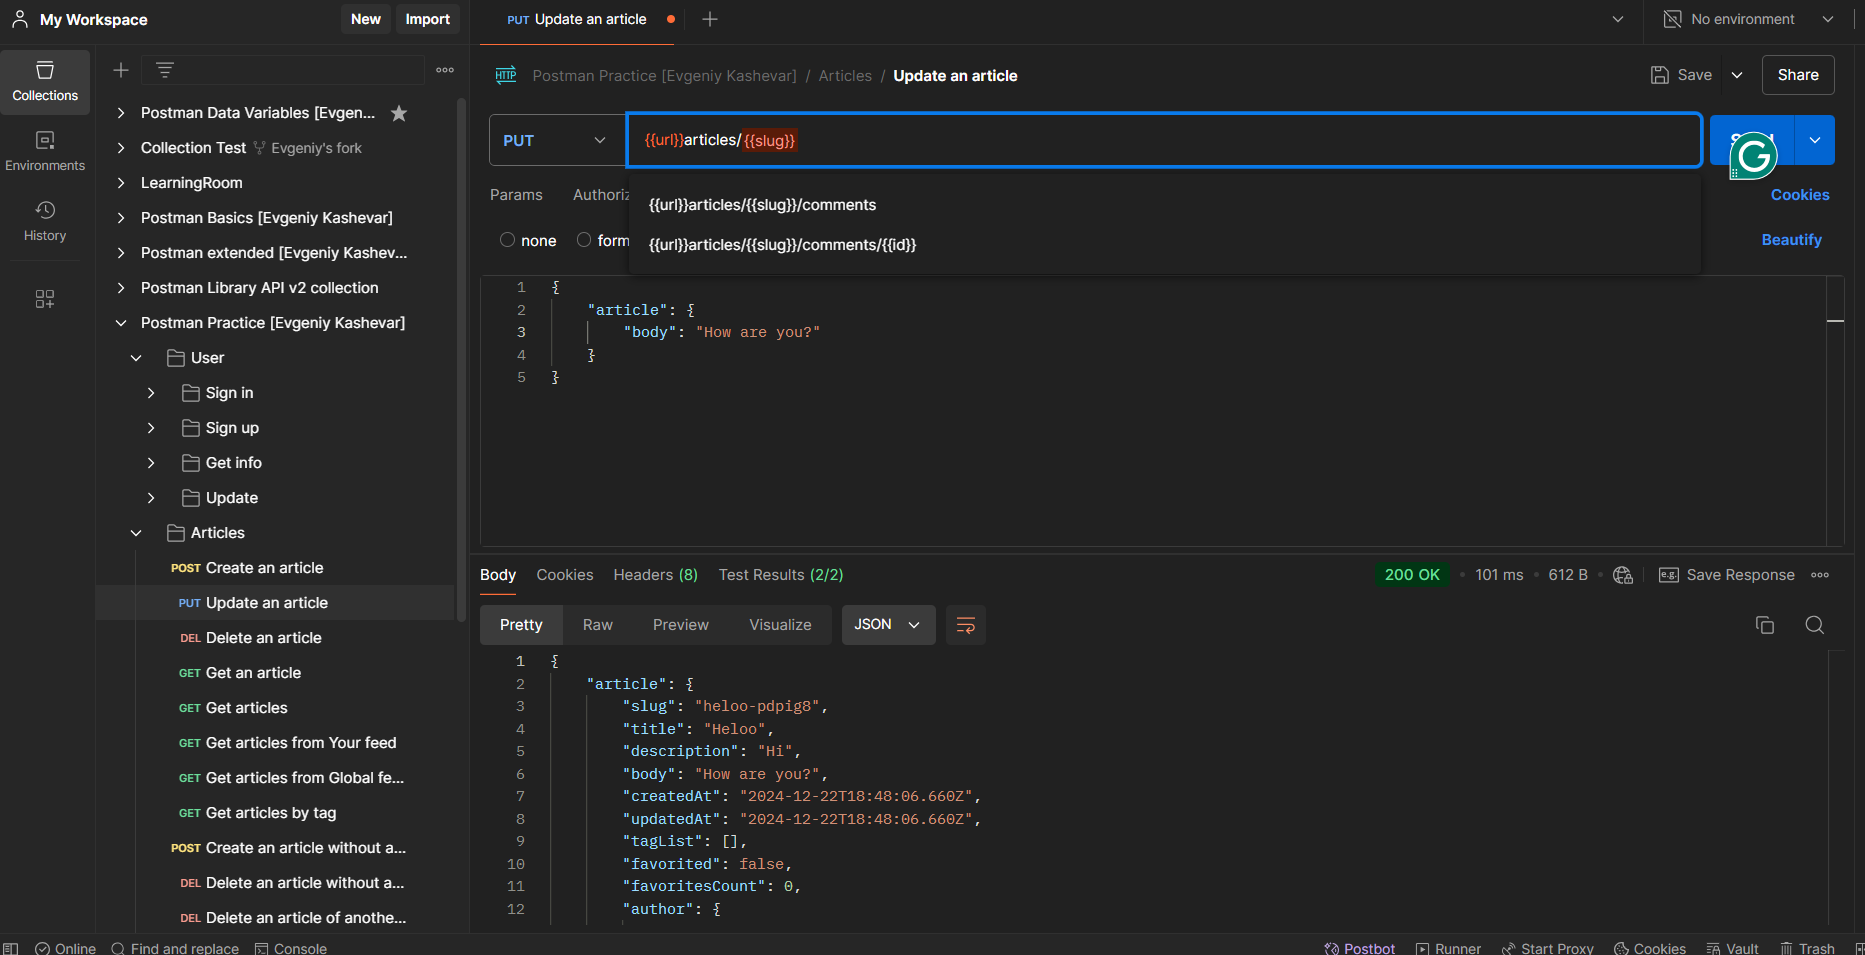 My Workspace
New
Import
PUT Update an article
No environment
Collections
Environments
History
Postman Data Variables [Evgen...
Collection Test Evgeniy's fork
LearningRoom
Postman Basics [Evgeniy Kashevar]
Postman extended [Evgeniy Kashev...
Postman Library API v2 collection
Postman Practice [Evgeniy Kashevar]
User
Sign in
Sign up
Get info
Update
Articles
POST Create an article
PUT Update an article
DEL Delete an article
GET Get an article
GET Get articles
GET Get articles from Your feed
GET Get articles from Global fe...
GET Get articles by tag
POST Create an article without a...
DEL Delete an article without a...
DEL Delete an article of anothe...
HTTP Postman Practice [Evgeniy Kashevar] / Articles / Update an article
Save
Share
PUT
{{url}}articles/{{slug}}
Params
Cookies
{{url}}articles/{{slug}}/comments
none
form
{{url}}articles/{{slug}}/comments/{{id}}
Beautify
1 {
2 "article": {
3 "body": "How are you?"
4 }
5 }
Body
Cookies
Headers (8)
Test Results (2/2)
200 OK
101 ms
612 B
e.g. Save Response
Pretty
Raw
Preview
Visualize
JSON
1 {
2 "article": {
3 "slug": "heloo-pdpig8",
4 "title": "Heloo",
5 "description": "Hi",
6 "body": "How are you?",
7 "createdAt": "2024-12-22T18:48:06.660Z",
8 "updatedAt": "2024-12-22T18:48:06.660Z",
9 "tagList": [],
10 "favorited": false,
11 "favoritesCount": 0,
12 "author": {
Online
Find and replace
Console
Postbot
Runner
Start Proxy
Cookies
Vault
Trash